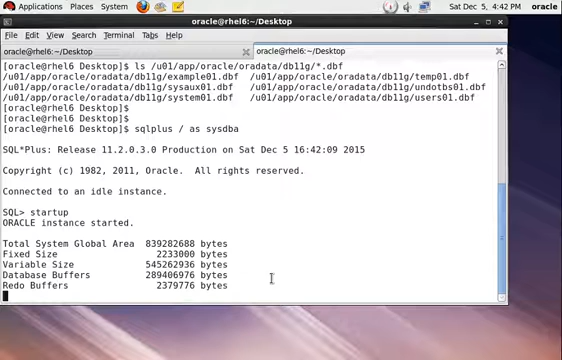 Applications Places System Sat Dec 5, 4:42 PM oracle
oracle@rhel6:~/Desktop
File Edit View Search Terminal Tabs Help
oracle@rhel6:~/Desktop oracle@rhel6:~/Desktop
[oracle@rhel6 Desktop]$ ls /u01/app/oracle/oradata/db11g/*.dbf
/u01/app/oracle/oradata/db11g/example01.dbf /u01/app/oracle/oradata/db11g/temp01.dbf
/u01/app/oracle/oradata/db11g/sysaux01.dbf /u01/app/oracle/oradata/db11g/undotbs01.dbf
/u01/app/oracle/oradata/db11g/system01.dbf /u01/app/oracle/oradata/db11g/users01.dbf
[oracle@rhel6 Desktop]$
[oracle@rhel6 Desktop]$
[oracle@rhel6 Desktop]$ sqlplus / as sysdba
SQL*Plus: Release 11.2.0.3.0 Production on Sat Dec 5 16:42:09 2015
Copyright (c) 1982, 2011, Oracle. All rights reserved.
Connected to an idle instance.
SQL> startup
ORACLE instance started.
Total System Global Area 839282688 bytes
Fixed Size 2233000 bytes
Variable Size 545262936 bytes
Database Buffers 289406976 bytes
Redo Buffers 2379776 bytes